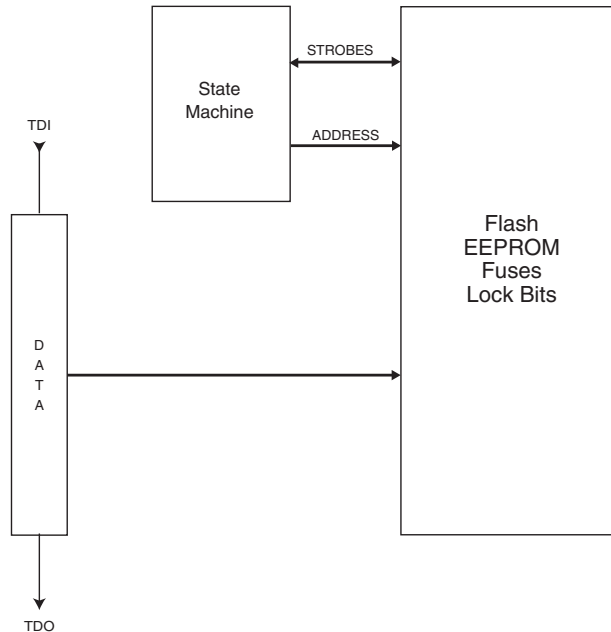 STROBES
State
Machine
ADDRESS
TDI
Flash
EEPROM
Fuses
Lock Bits
D
A
T
A
TDO